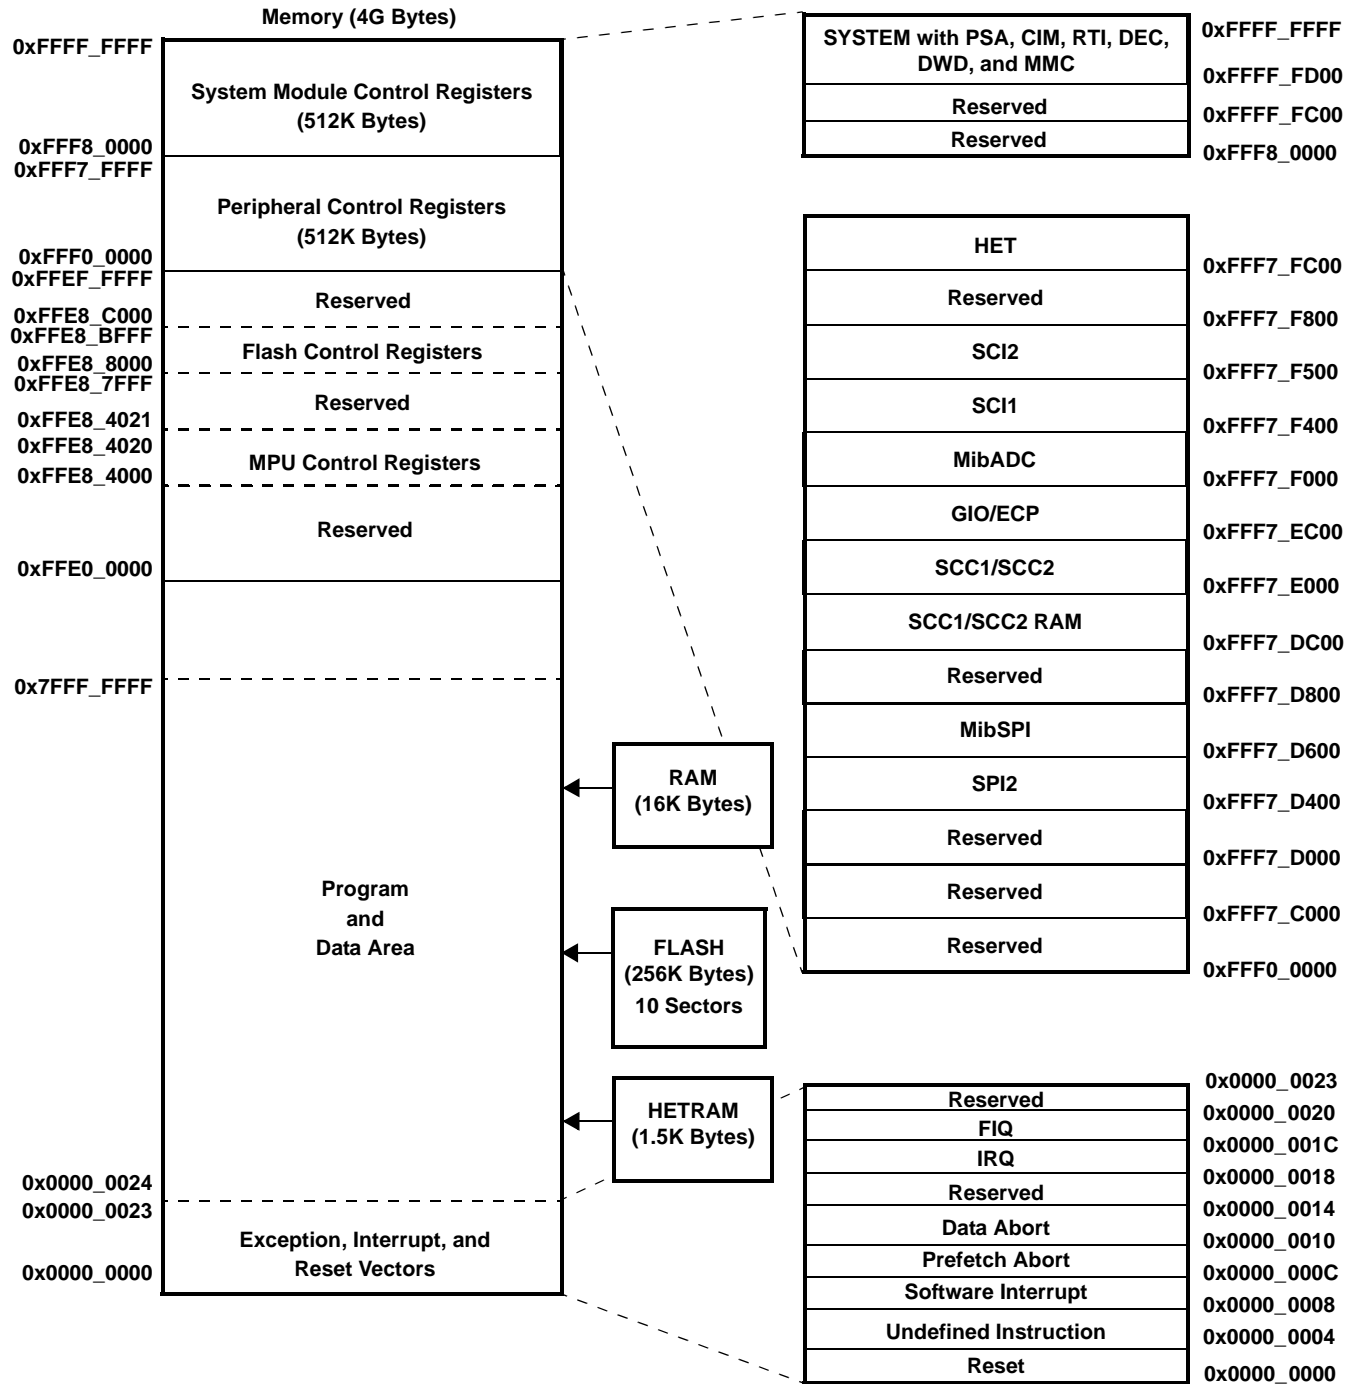 Memory (4G Bytes)
0xFFFF_FFFF
System Module Control Registers
(512K Bytes)
0xFFF8_0000
0xFFF7_FFFF
Peripheral Control Registers
(512K Bytes)
0xFFF0_0000
0xFFEF_FFFF
Reserved
0xFFE8_C000
0xFFE8_BFFF
Flash Control Registers
0xFFE8_8000
0xFFE8_7FFF
Reserved
0xFFE8_4021
0xFFE8_4020
MPU Control Registers
0xFFE8_4000
Reserved
0xFFE0_0000
0x7FFF_FFFF
Program
and
Data Area
0x0000_0024
0x0000_0023
Exception, Interrupt, and
Reset Vectors
0x0000_0000
RAM
(16K Bytes)
FLASH
(256K Bytes)
10 Sectors
HETRAM
(1.5K Bytes)
SYSTEM with PSA, CIM, RTI, DEC,
DWD, and MMC
0xFFFF_FFFF
0xFFFF_FD00
Reserved
0xFFFF_FC00
Reserved
0xFFF8_0000
HET
0xFFF7_FC00
Reserved
0xFFF7_F800
SCI2
0xFFF7_F500
SCI1
0xFFF7_F400
MibADC
0xFFF7_F000
GIO/ECP
0xFFF7_EC00
SCC1/SCC2
0xFFF7_E000
SCC1/SCC2 RAM
0xFFF7_DC00
Reserved
0xFFF7_D800
MibSPI
0xFFF7_D600
SPI2
0xFFF7_D400
Reserved
0xFFF7_D000
Reserved
0xFFF7_C000
Reserved
0xFFF0_0000
0x0000_0023
Reserved
0x0000_0020
FIQ
0x0000_001C
IRQ
0x0000_0018
Reserved
0x0000_0014
Data Abort
0x0000_0010
Prefetch Abort
0x0000_000C
Software Interrupt
0x0000_0008
Undefined Instruction
0x0000_0004
Reset
0x0000_0000